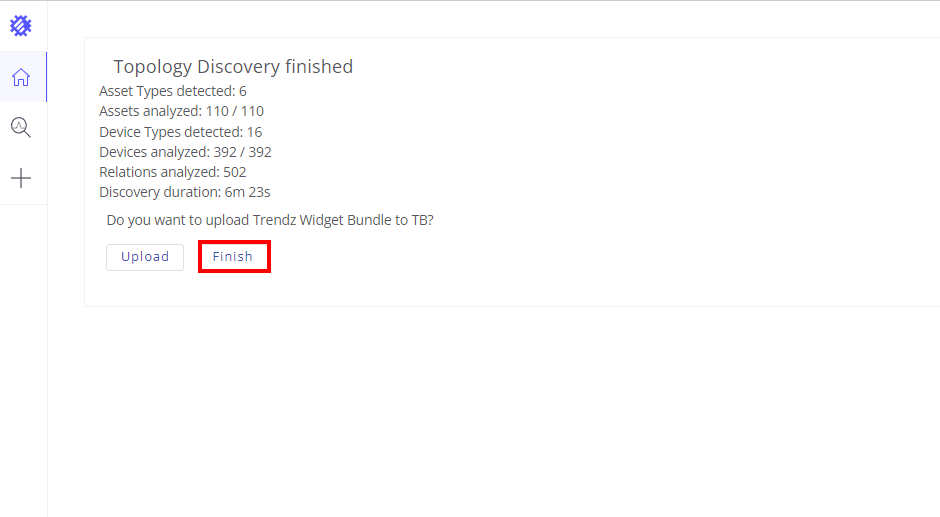 Topology Discovery finished
Asset Types detected: 6
Assets analyzed: 110 / 110
Device Types detected: 16
Devices analyzed: 392 / 392
Relations analyzed: 502
Discovery duration: 6m 23s
Do you want to upload Trendz Widget Bundle to TB?
Upload Finish